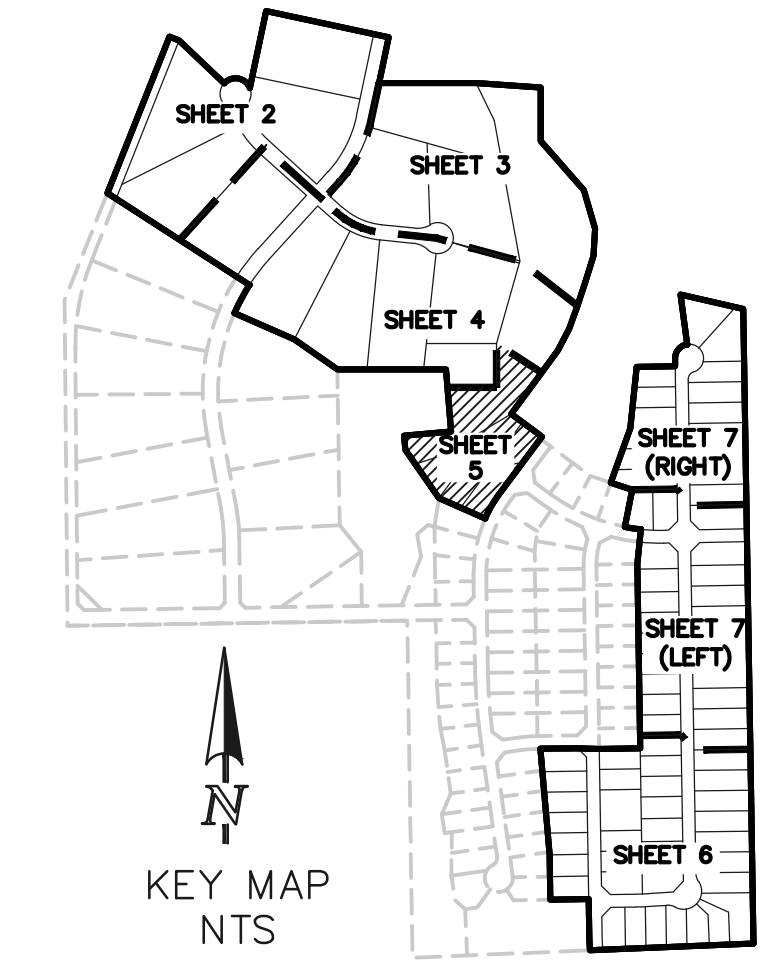 SHEET 2
SHEET 3
SHEET 4
SHEET
5
SHEET 7
(RIGHT)
SHEET 7
(LEFT)
SHEET 6
N
KEY MAP
NTS